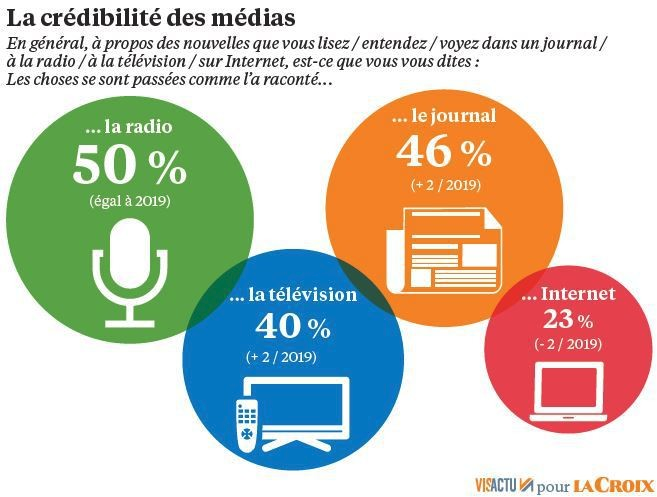 La crédibilité des médias
En général, à propos des nouvelles que vous lisez / entendez / voyez dans un journal /
à la radio / à la télévision / sur Internet, est-ce que vous vous dites :
Les choses se sont passées comme l’a raconté...
... la radio
50 %
(égal à 2019)
... le journal
46 %
(+ 2 / 2019)
... la télévision
40 %
(+ 2 / 2019)
... Internet
23 %
(- 2 / 2019)
VISACTU pour LA CROIX